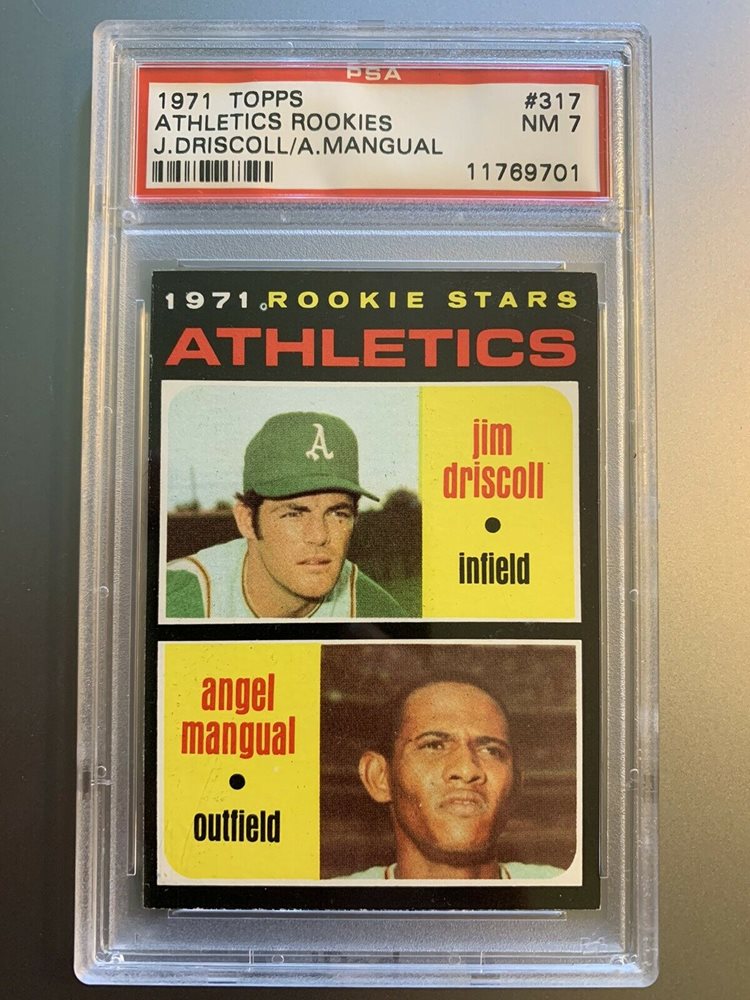 PSA
1971 TOPPS #317
ATHLETICS ROOKIES NM 7
J.DRISCOLL/A.MANGUAL
11769701
1971 ROOKIE STARS
ATHLETICS
A
jim
driscoll
infield
angel
mangual
outfield